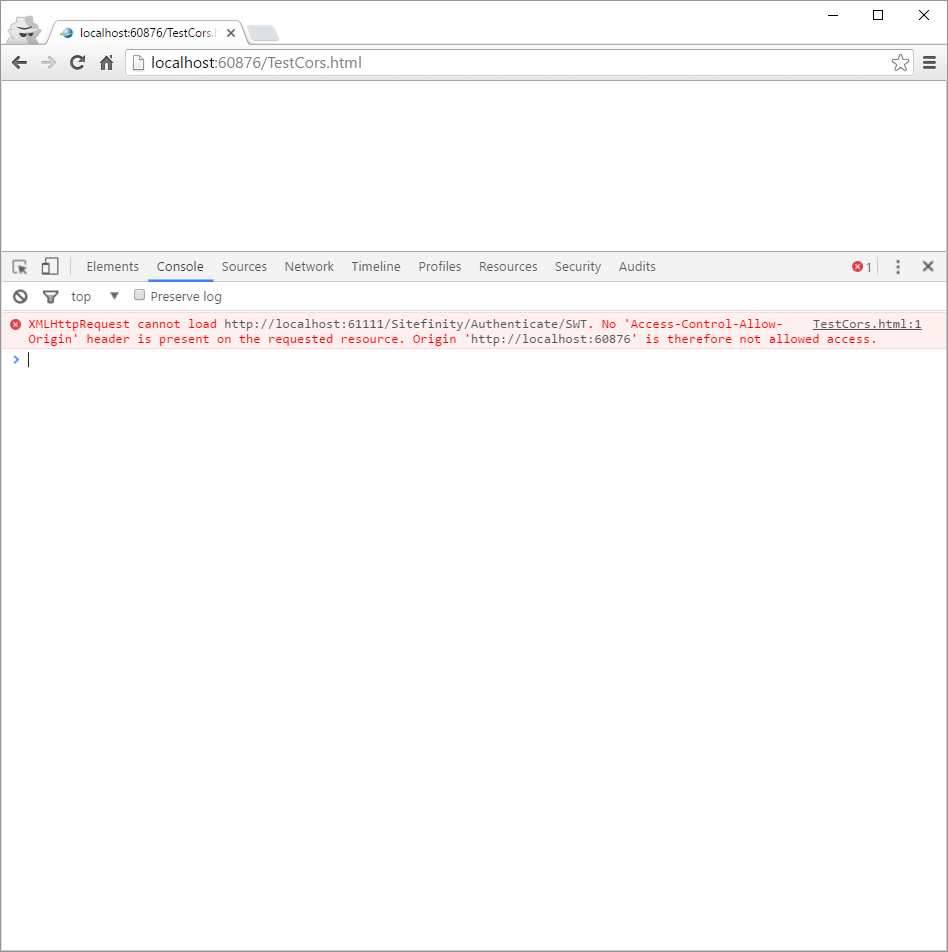 localhost:60876/TestCors.h
localhost:60876/TestCors.html
Elements Console Sources Network Timeline Profiles Resources Security Audits 1
top Preserve log
XMLHttpRequest cannot load http://localhost:61111/Sitefinity/Authenticate/SWT. No 'Access-Control-Allow- TestCors.html:1
Origin' header is present on the requested resource. Origin 'http://localhost:60876' is therefore not allowed access.